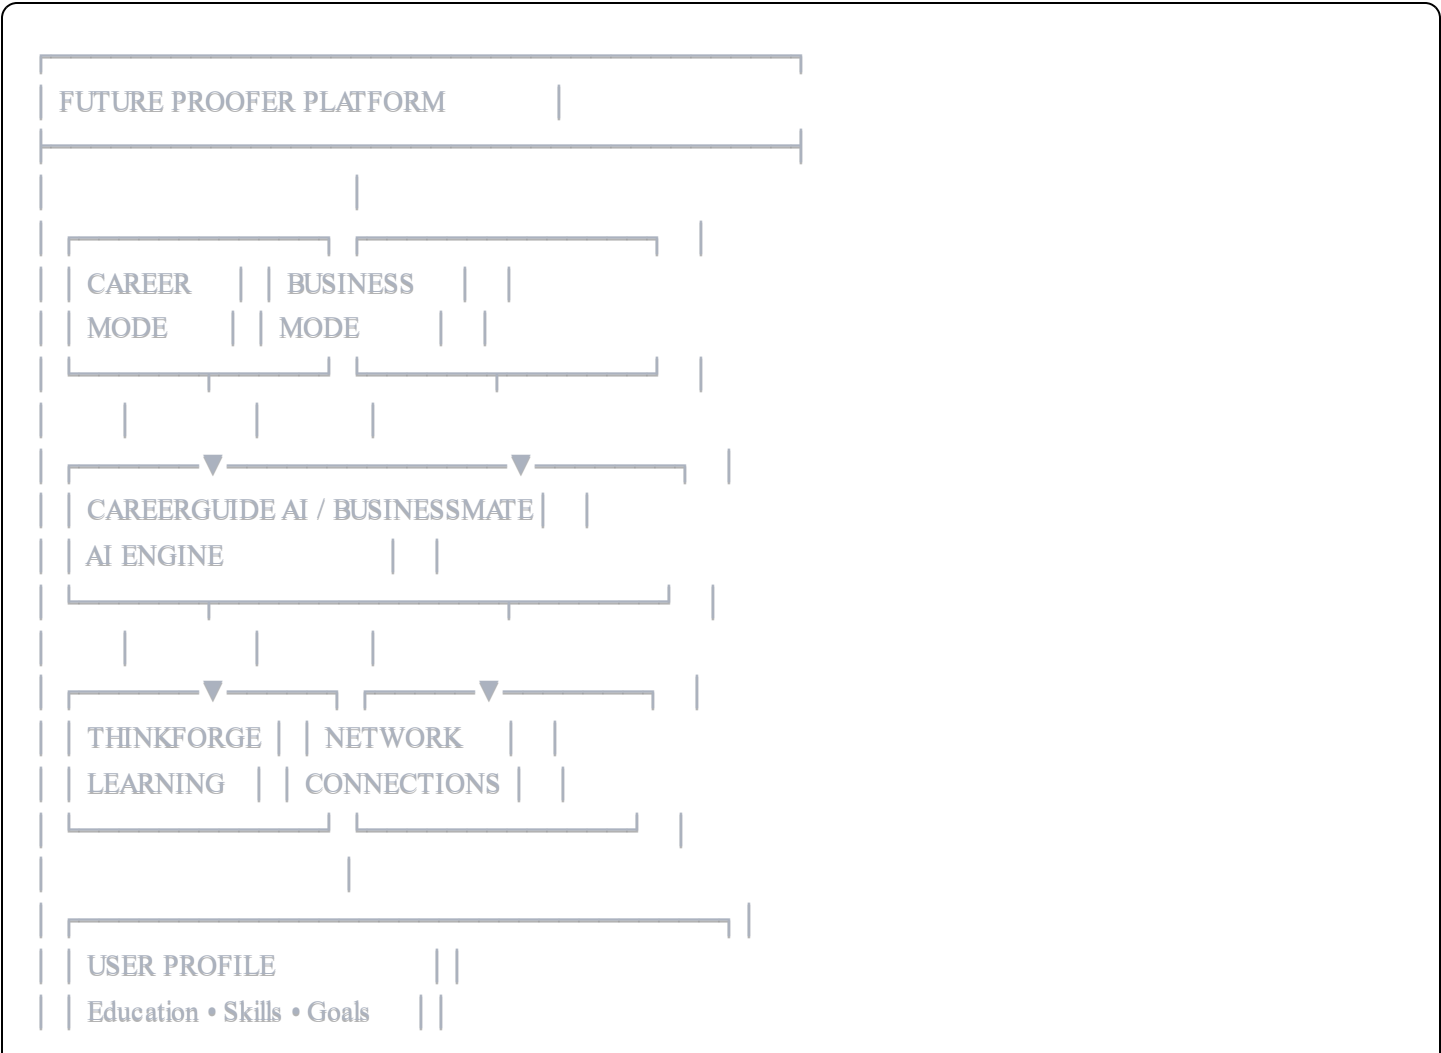 FUTURE PROOFER PLATFORM
CAREER BUSINESS
MODE MODE
▼ ▼
CAREERGUIDE AI / BUSINESSMATE
AI ENGINE
▼ ▼
THINKFORGE NETWORK
LEARNING CONNECTIONS
USER PROFILE
Education • Skills • Goals